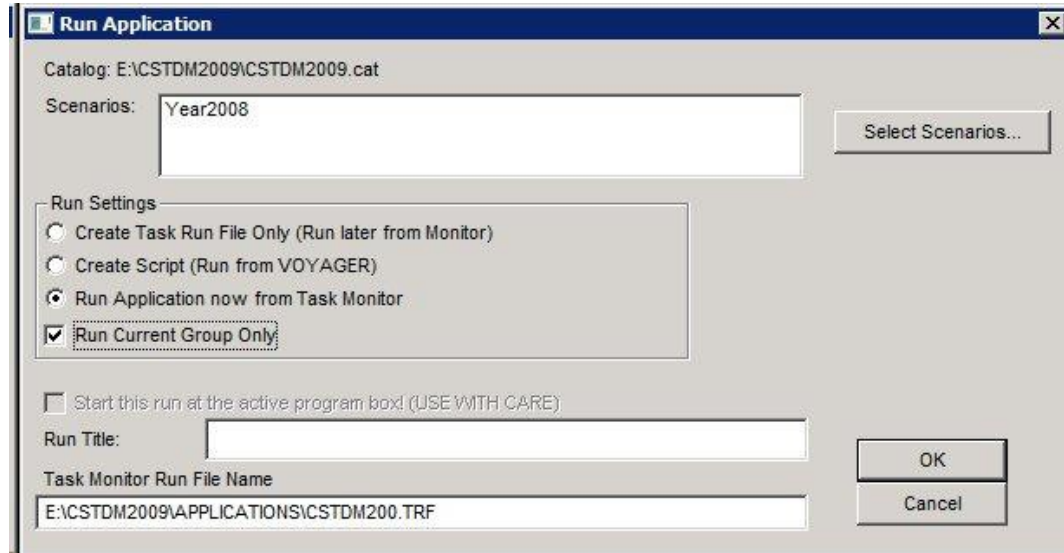 Run Application
Catalog: E:\CSTDM2009\CSTDM2009.cat
Scenarios:
Year2008
Select Scenarios...
Run Settings
Create Task Run File Only (Run later from Monitor)
Create Script (Run from VOYAGER)
Run Application now from Task Monitor
Run Current Group Only
Start this run at the active program box! (USE WITH CARE)
Run Title:
OK
Task Monitor Run File Name
E:\CSTDM2009\APPLICATIONS\CSTDM200.TRF
Cancel